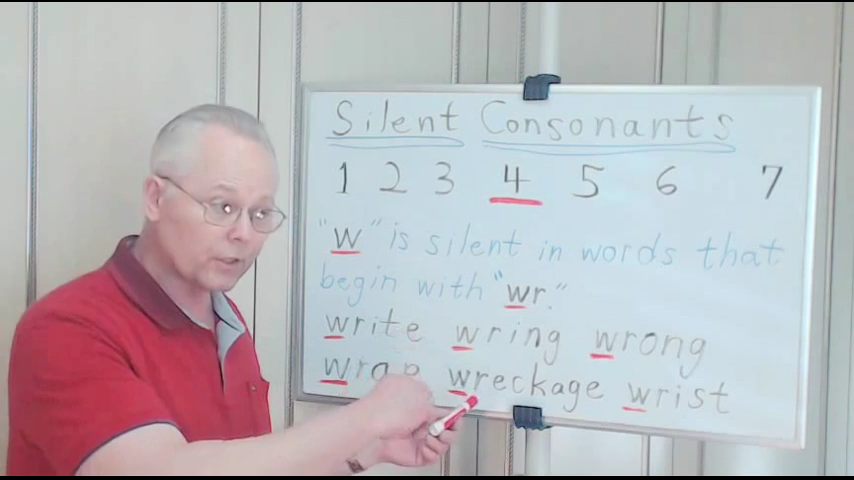 Silent Consonants
1 2 3 4 5 6 7
"w" is silent in words that
begin with "wr."
write wring wrong
wrap wreckage wrist